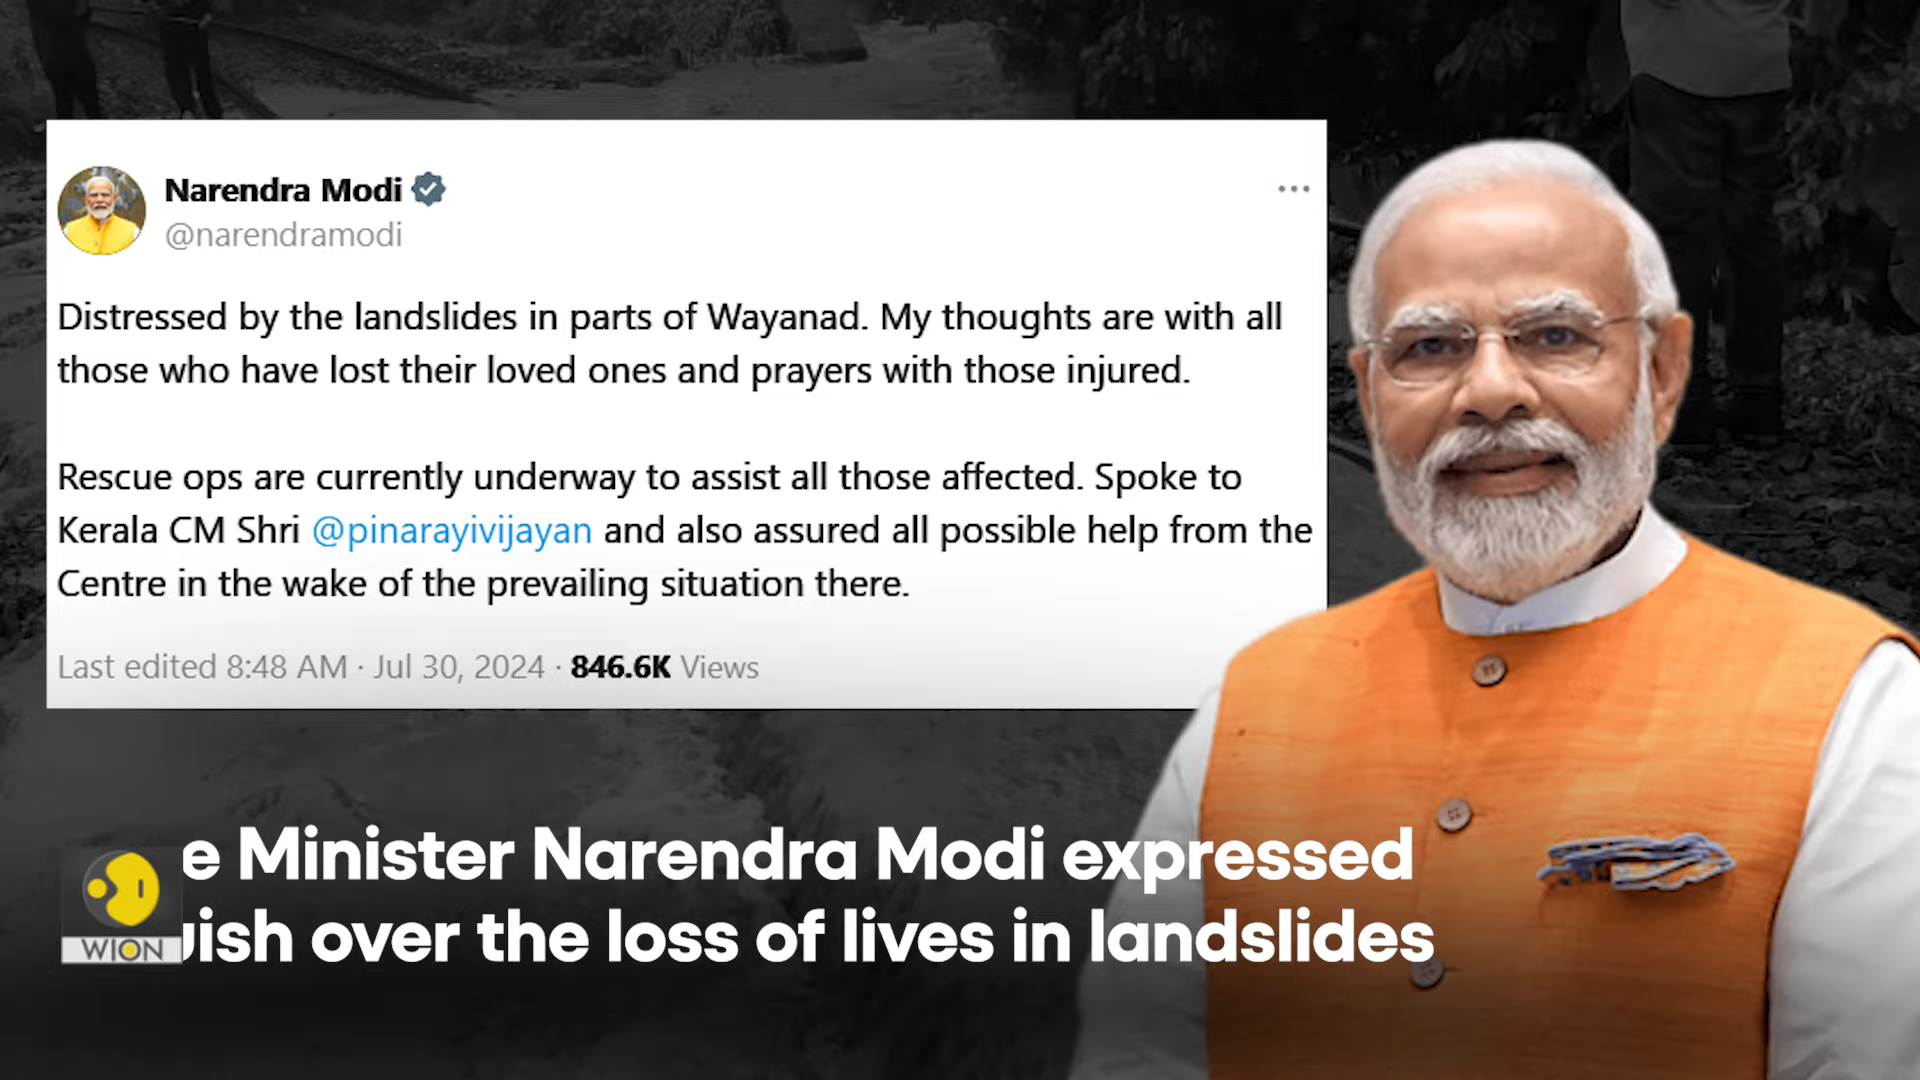 Narendra Modi
@narendramodi
Distressed by the landslides in parts of Wayanad. My thoughts are with all
those who have lost their loved ones and prayers with those injured.
Rescue ops are currently underway to assist all those affected. Spoke to
Kerala CM Shri @pinarayivijayan and also assured all possible help from the
Centre in the wake of the prevailing situation there.
Last edited 8:48 AM · Jul 30, 2024 · 846.6K Views
e Minister Narendra Modi expressed
uish over the loss of lives in landslides
WION